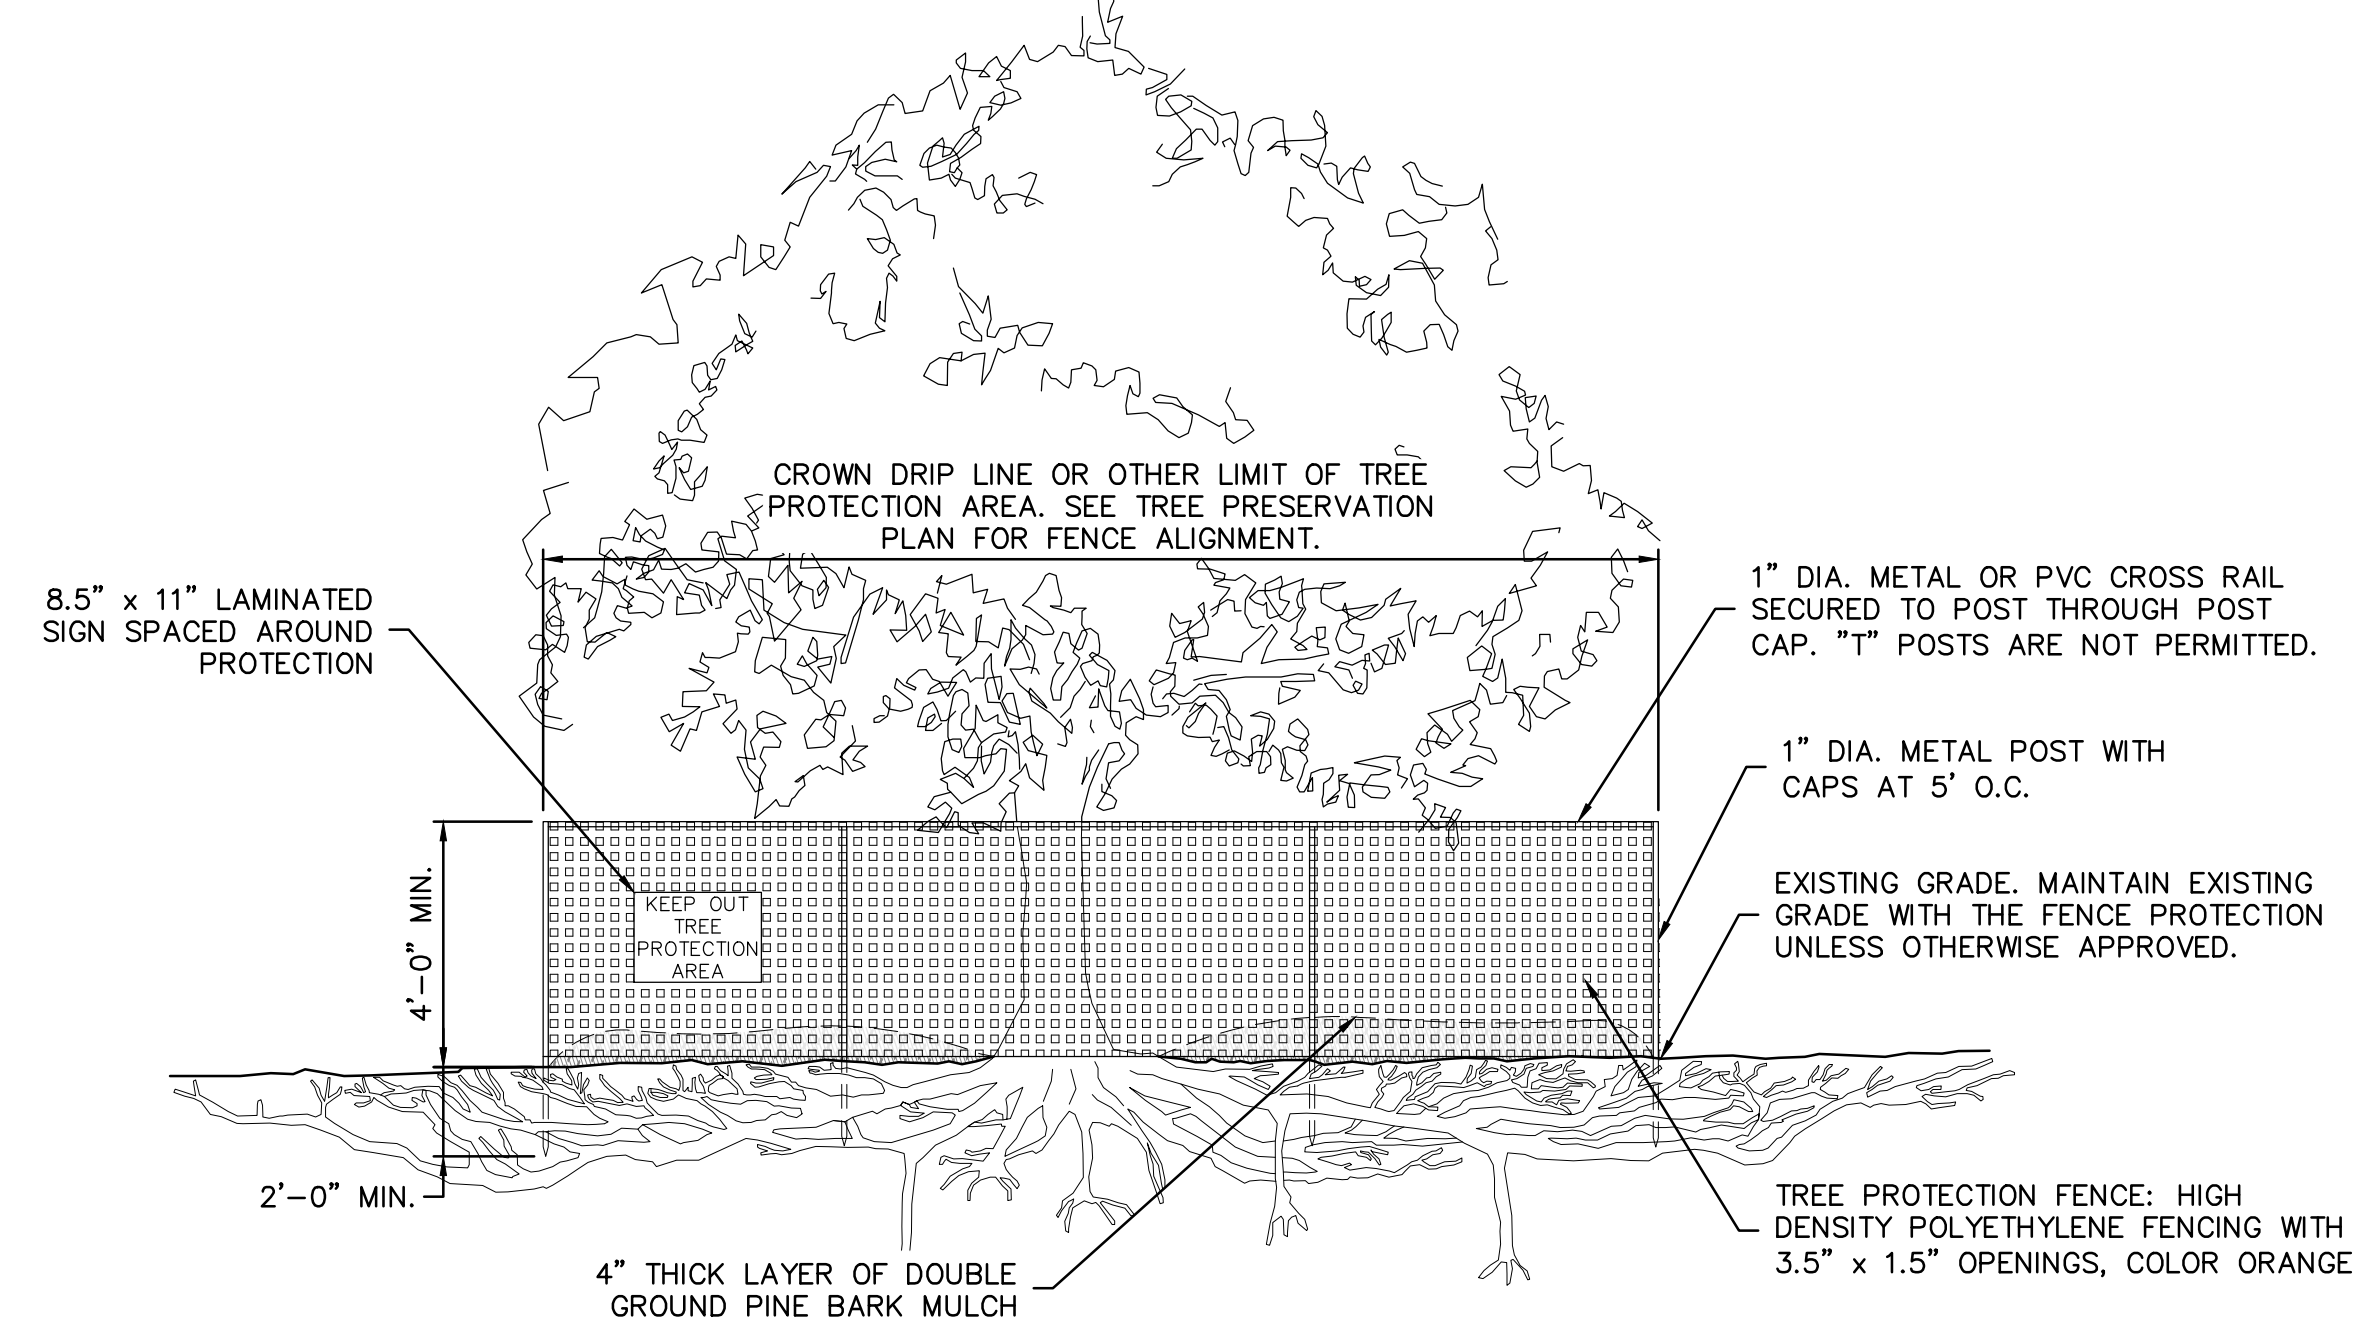 CROWN DRIP LINE OR OTHER LIMIT OF TREE
PROTECTION AREA. SEE TREE PRESERVATION
PLAN FOR FENCE ALIGNMENT.
8.5" x 11" LAMINATED
SIGN SPACED AROUND
PROTECTION
1" DIA. METAL OR PVC CROSS RAIL
SECURED TO POST THROUGH POST
CAP. "T" POSTS ARE NOT PERMITTED.
1" DIA. METAL POST WITH
CAPS AT 5' O.C.
4'-0" MIN.
KEEP OUT
TREE
PROTECTION
AREA
EXISTING GRADE. MAINTAIN EXISTING
GRADE WITH THE FENCE PROTECTION
UNLESS OTHERWISE APPROVED.
2'-0" MIN.
TREE PROTECTION FENCE: HIGH
DENSITY POLYETHYLENE FENCING WITH
3.5" x 1.5" OPENINGS, COLOR ORANGE
4" THICK LAYER OF DOUBLE
GROUND PINE BARK MULCH